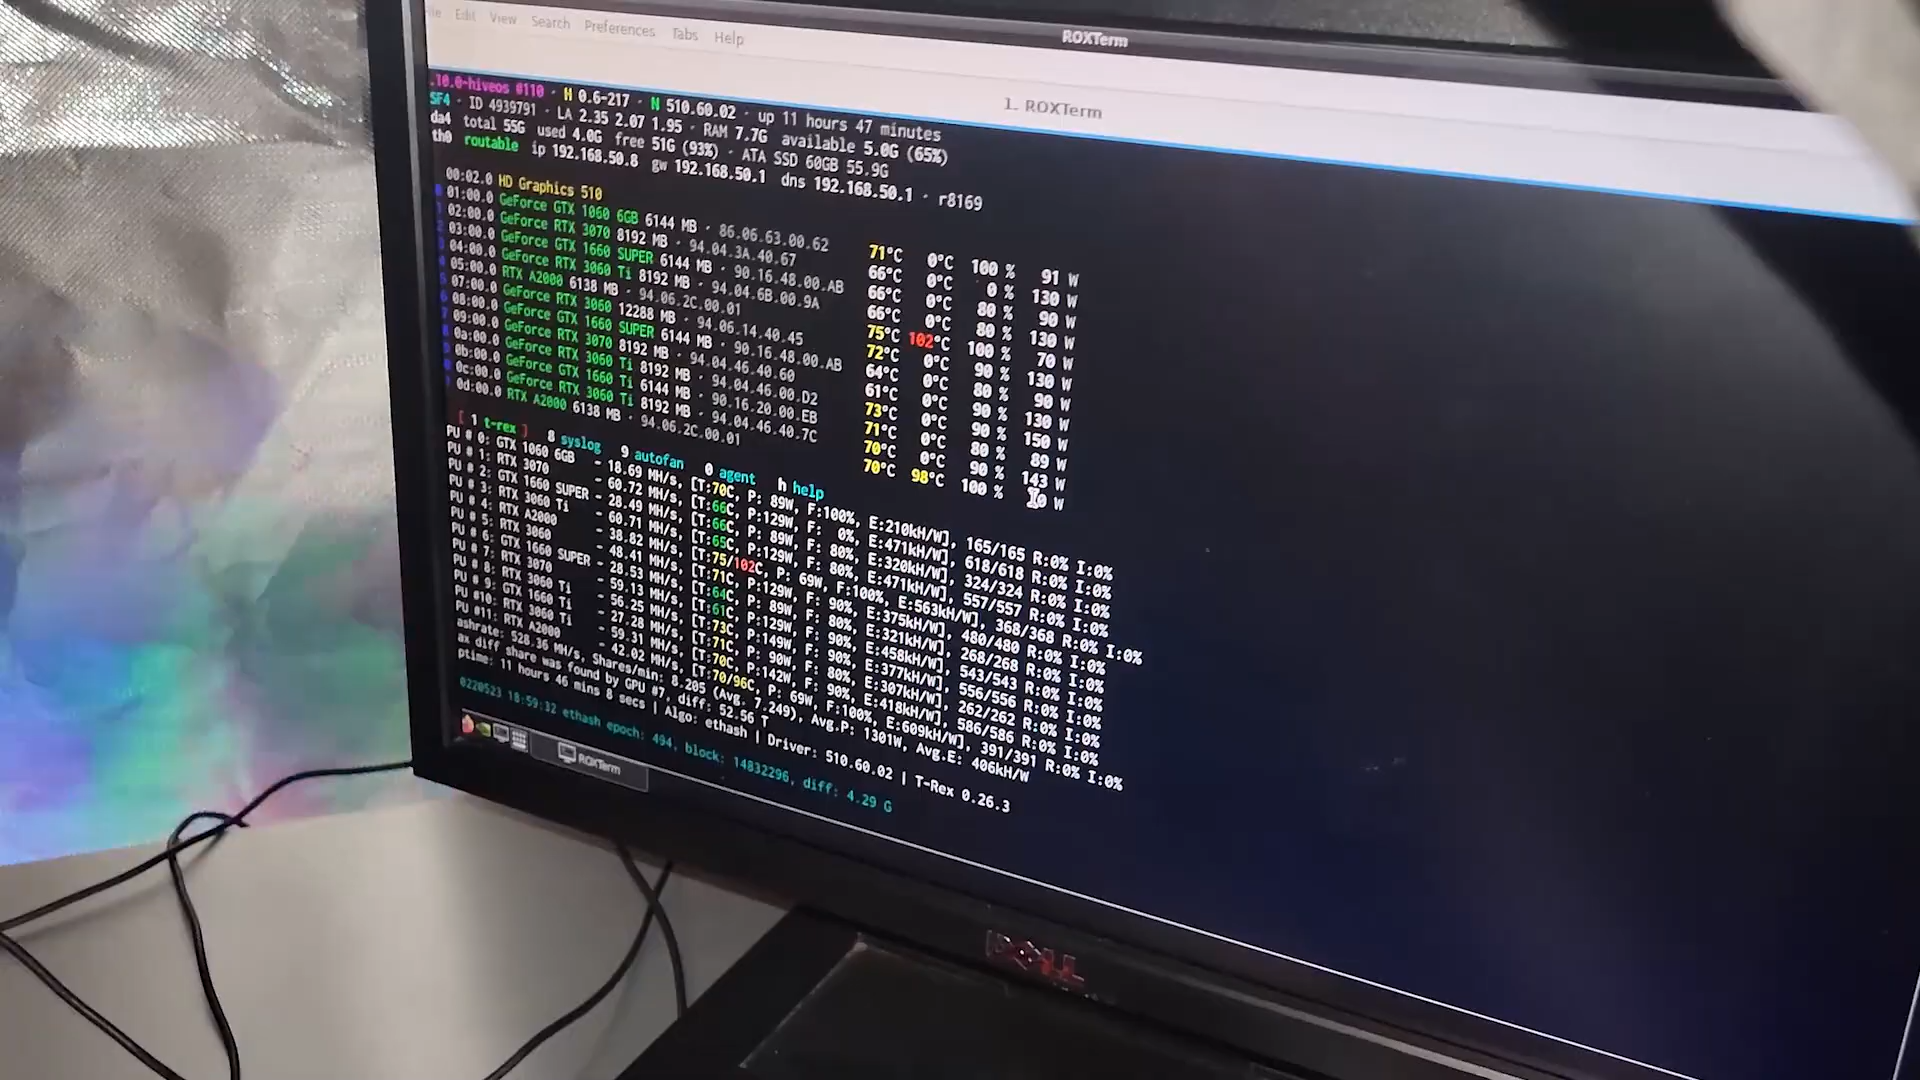 Edit View Search Preferences Tabs Help
ROXTerm
1. ROXTerm
.10.0-hiveos #110 · H 0.6-217 · N 510.60.02 · up 11 hours 47 minutes
SF4 · ID 4939791 · LA 2.35 2.07 1.95 · RAM 7.7G available 5.0G (65%)
da4 total 55G used 4.0G free 51G (93%) · ATA SSD 60GB 55.9G
th0 routable ip 192.168.50.8 gw 192.168.50.1 dns 192.168.50.1 · r8169
00:02.0 HD Graphics 510
01:00.0 GeForce GTX 1060 6GB 6144 MB · 86.06.63.00.62 71°C 0°C 100 % 91 W
02:00.0 GeForce RTX 3070 8192 MB · 94.04.3A.40.67 66°C 0°C 0 % 130 W
03:00.0 GeForce GTX 1660 SUPER 6144 MB · 90.16.48.00.AB 66°C 0°C 80 % 90 W
04:00.0 GeForce RTX 3060 Ti 8192 MB · 94.04.6B.00.9A 66°C 0°C 80 % 130 W
05:00.0 RTX A2000 6138 MB · 94.06.2C.00.01 75°C 102°C 100 % 70 W
07:00.0 GeForce RTX 3060 12288 MB · 94.06.14.40.45 72°C 0°C 90 % 130 W
08:00.0 GeForce GTX 1660 SUPER 6144 MB · 90.16.48.00.AB 64°C 0°C 80 % 90 W
09:00.0 GeForce RTX 3070 8192 MB · 94.04.46.40.60 61°C 0°C 90 % 130 W
0a:00.0 GeForce RTX 3060 Ti 8192 MB · 94.04.46.00.D2 73°C 0°C 90 % 150 W
0b:00.0 GeForce GTX 1660 Ti 6144 MB · 90.16.20.00.EB 71°C 0°C 80 % 89 W
0c:00.0 GeForce RTX 3060 Ti 8192 MB · 94.04.46.40.7C 70°C 0°C 90 % 143 W
0d:00.0 RTX A2000 6138 MB · 94.06.2C.00.01 70°C 98°C 100 % W
[ 1 t-rex ] 8 syslog 9 autofan 0 agent h help
PU # 0: GTX 1060 6GB - 18.69 MH/s, [T:70C, P: 89W, F:100%, E:210kH/W], 165/165 R:0% I:0%
PU # 1: RTX 3070 - 60.72 MH/s, [T:66C, P:129W, F: 0%, E:471kH/W], 618/618 R:0% I:0%
PU # 2: GTX 1660 SUPER - 28.49 MH/s, [T:66C, P: 89W, F: 80%, E:320kH/W], 324/324 R:0% I:0%
PU # 3: RTX 3060 Ti - 60.71 MH/s, [T:65C, P:129W, F: 80%, E:471kH/W], 557/557 R:0% I:0%
PU # 4: RTX A2000 - 38.82 MH/s, [T:75/102C, P: 69W, F:100%, E:563kH/W], 368/368 R:0% I:0%
PU # 5: RTX 3060 - 48.41 MH/s, [T:71C, P:129W, F: 90%, E:375kH/W], 480/480 R:0% I:0%
PU # 6: GTX 1660 SUPER - 28.53 MH/s, [T:64C, P: 89W, F: 80%, E:321kH/W], 268/268 R:0% I:0%
PU # 7: RTX 3070 - 59.13 MH/s, [T:61C, P:129W, F: 90%, E:458kH/W], 543/543 R:0% I:0%
PU # 8: RTX 3060 Ti - 56.25 MH/s, [T:73C, P:149W, F: 90%, E:377kH/W], 556/556 R:0% I:0%
PU # 9: GTX 1660 Ti - 27.28 MH/s, [T:71C, P: 90W, F: 80%, E:307kH/W], 262/262 R:0% I:0%
PU #10: RTX 3060 Ti - 59.31 MH/s, [T:70C, P:142W, F: 90%, E:418kH/W], 586/586 R:0% I:0%
PU #11: RTX A2000 - 42.02 MH/s, [T:70/96C, P: 69W, F:100%, E:609kH/W], 391/391 R:0% I:0%
ashrate: 528.36 MH/s, Shares/min: 8.205 (Avg. 7.249), Avg.P: 1301W, Avg.E: 406kH/W
ax diff share was found by GPU #7, diff: 52.56 T
ptime: 11 hours 46 mins 8 secs | Algo: ethash | Driver: 510.60.02 | T-Rex 0.26.3
0220523 18:59:32 ethash epoch: 494, block: 14832296, diff: 4.29 G
ROXTerm
DELL